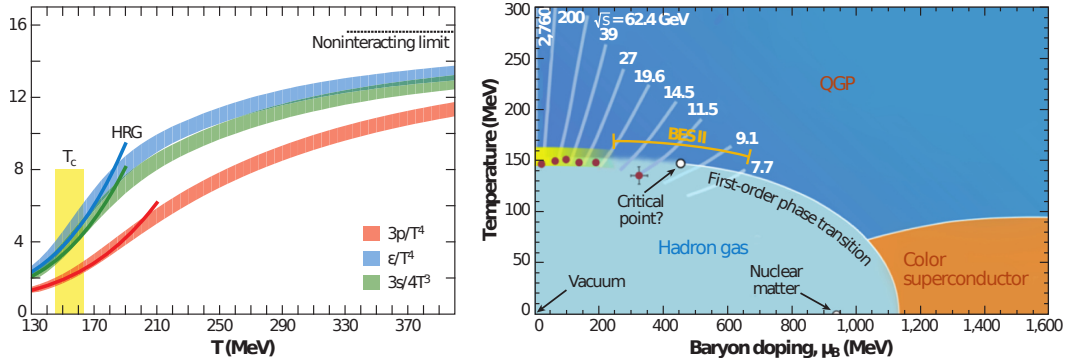 16
12
8
4
0
Noninteracting limit
HRG
Tc
3p/T⁴
ε/T⁴
3s/4T³
130
170
210
250
290
330
370
T (MeV)
300
250
200
150
100
50
0
Temperature (MeV)
2,760
200
√s = 62.4 GeV
39
27
19.6
14.5
11.5
9.1
7.7
BES II
QGP
Critical
point?
First-order phase transition
Hadron gas
Color
superconductor
Vacuum
Nuclear
matter
0
200
400
600
800
1,000
1,200
1,400
1,600
Baryon doping, μB (MeV)